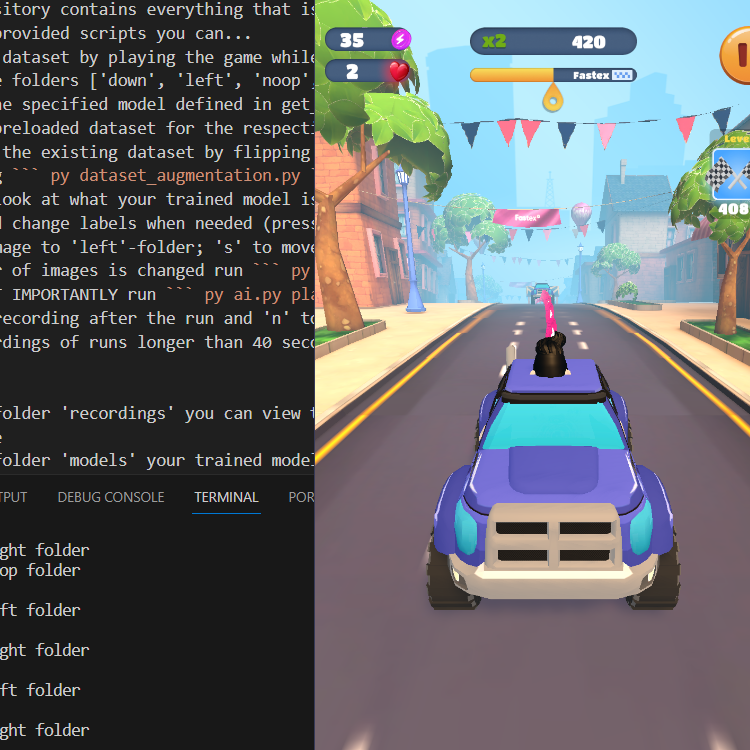 sitory contains everything that is
provided scripts you can...
dataset by playing the game while
e folders ['down', 'left', 'noop',
ne specified model defined in get_
preloaded dataset for the respecti
the existing dataset by flipping
g ``` py dataset_augmentation.py `
look at what your trained model is
d change labels when needed (press
mage to 'left'-folder; 's' to move
r of images is changed run ``` py
T IMPORTANTLY run ``` py ai.py pla
recording after the run and 'n' to
rdings of runs longer than 40 seco
folder 'recordings' you can view t
e
folder 'models' your trained model
TPUT DEBUG CONSOLE TERMINAL POR
ght folder
op folder
ft folder
ght folder
ft folder
ght folder
35
2
x2 420
Fastex
Fastex
Leve
408